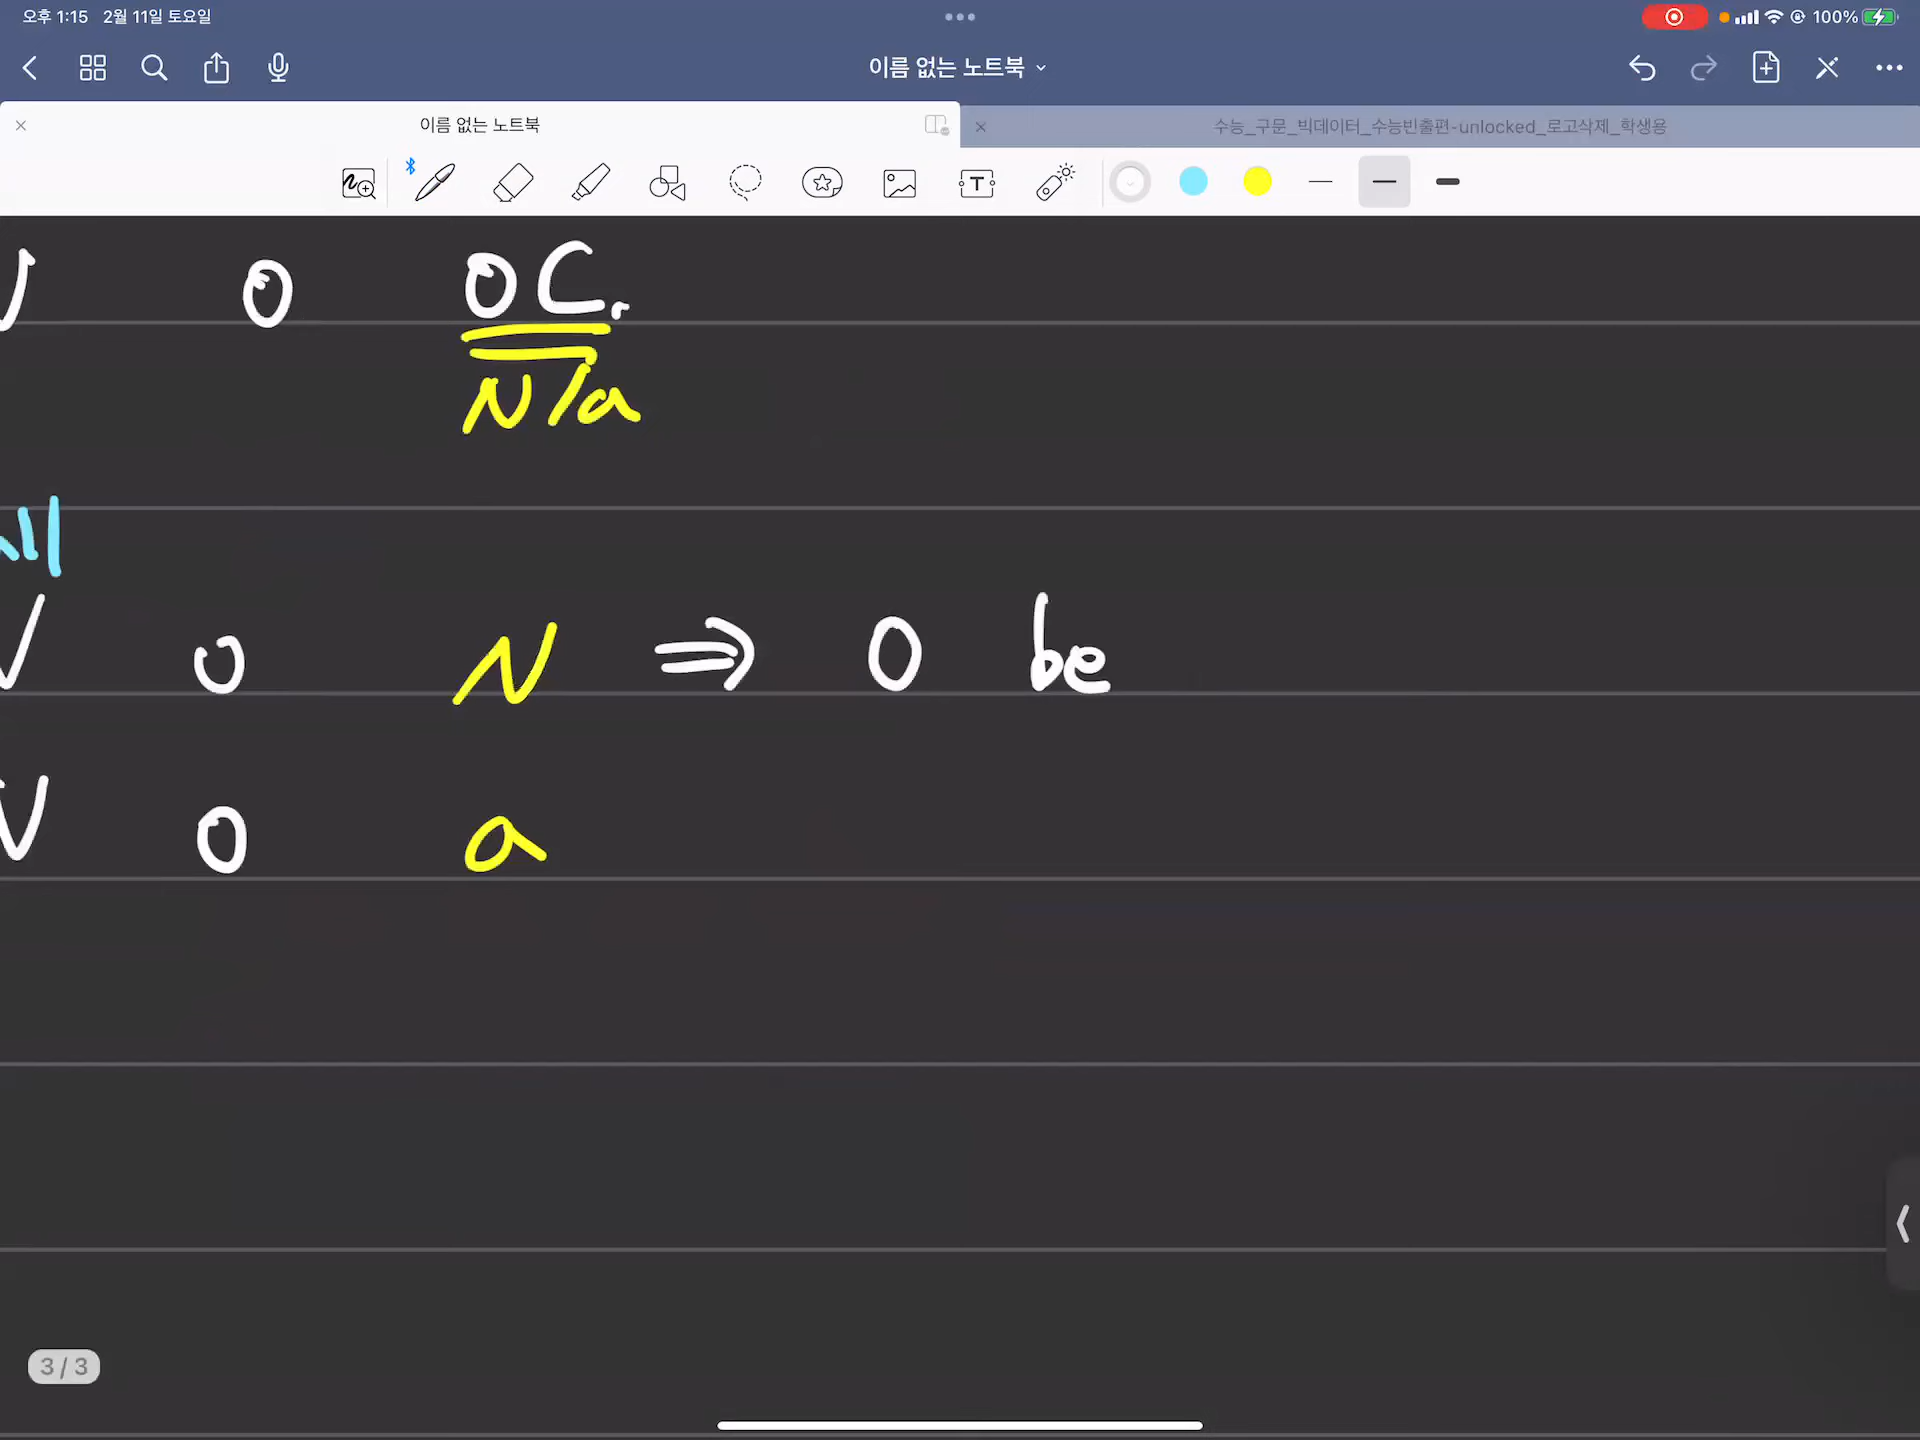 오후 1:15 2월 11일 토요일 100%
이름 없는 노트북
이름 없는 노트북 수능_구문_빅데이터_수능빈출편-unlocked_로고삭제_학생용
V O OC,
N/a
all
V O N ⇒ O be
V O a
3 / 3